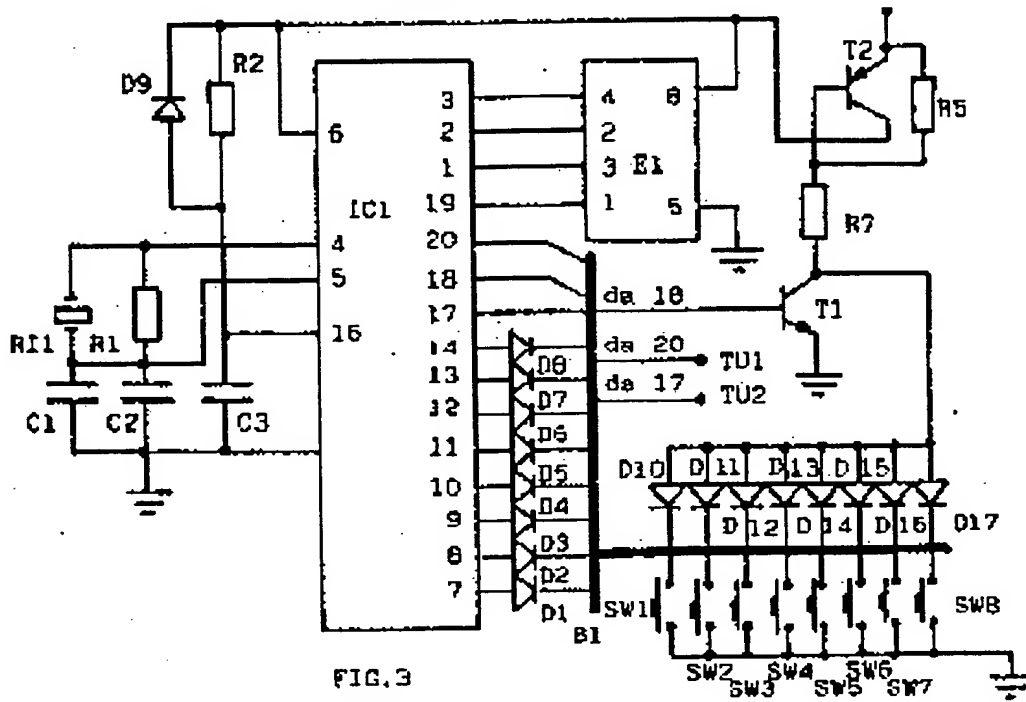 T2
D9
R2
R5
3
4
6
6
2
2
1
3
E1
IC1
19
1
5
R7
4
20
5
18
da 18
T1
17
16
RI1
R1
14
da 20
TU1
D8
13
da 17
TU2
D7
C1
C2
C3
12
D6
11
D10
D 11
D 13
D 15
D5
10
D4
D 12
D 14
D 16
D17
9
D3
8
D2
SW1
SW8
7
D1
B1
SW2
SW4
SW6
FIG.3
SW3
SW5
SW7